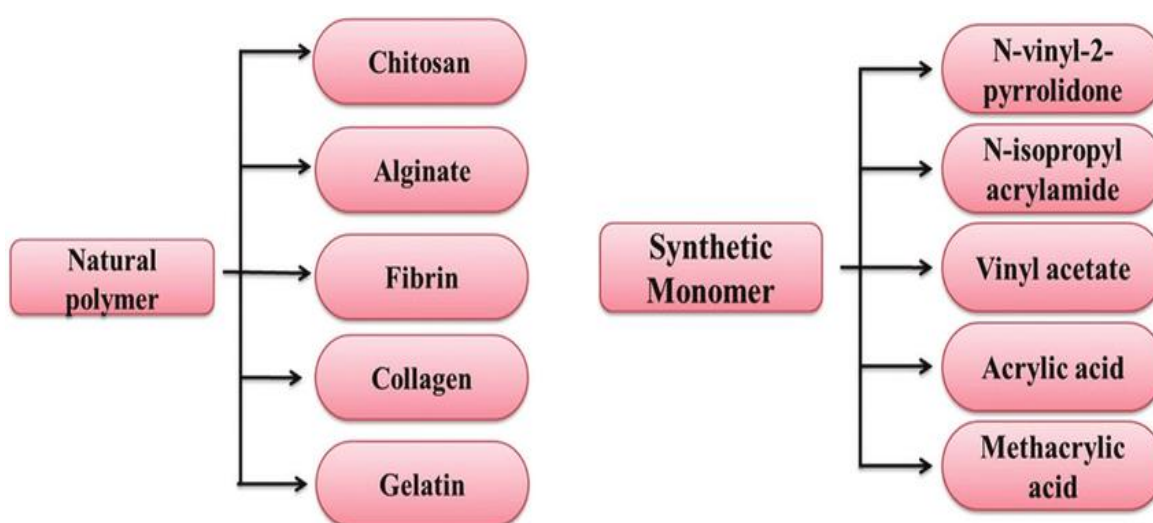 Natural
polymer
Chitosan
Alginate
Fibrin
Collagen
Gelatin
Synthetic
Monomer
N-vinyl-2-
pyrrolidone
N-isopropyl
acrylamide
Vinyl acetate
Acrylic acid
Methacrylic
acid